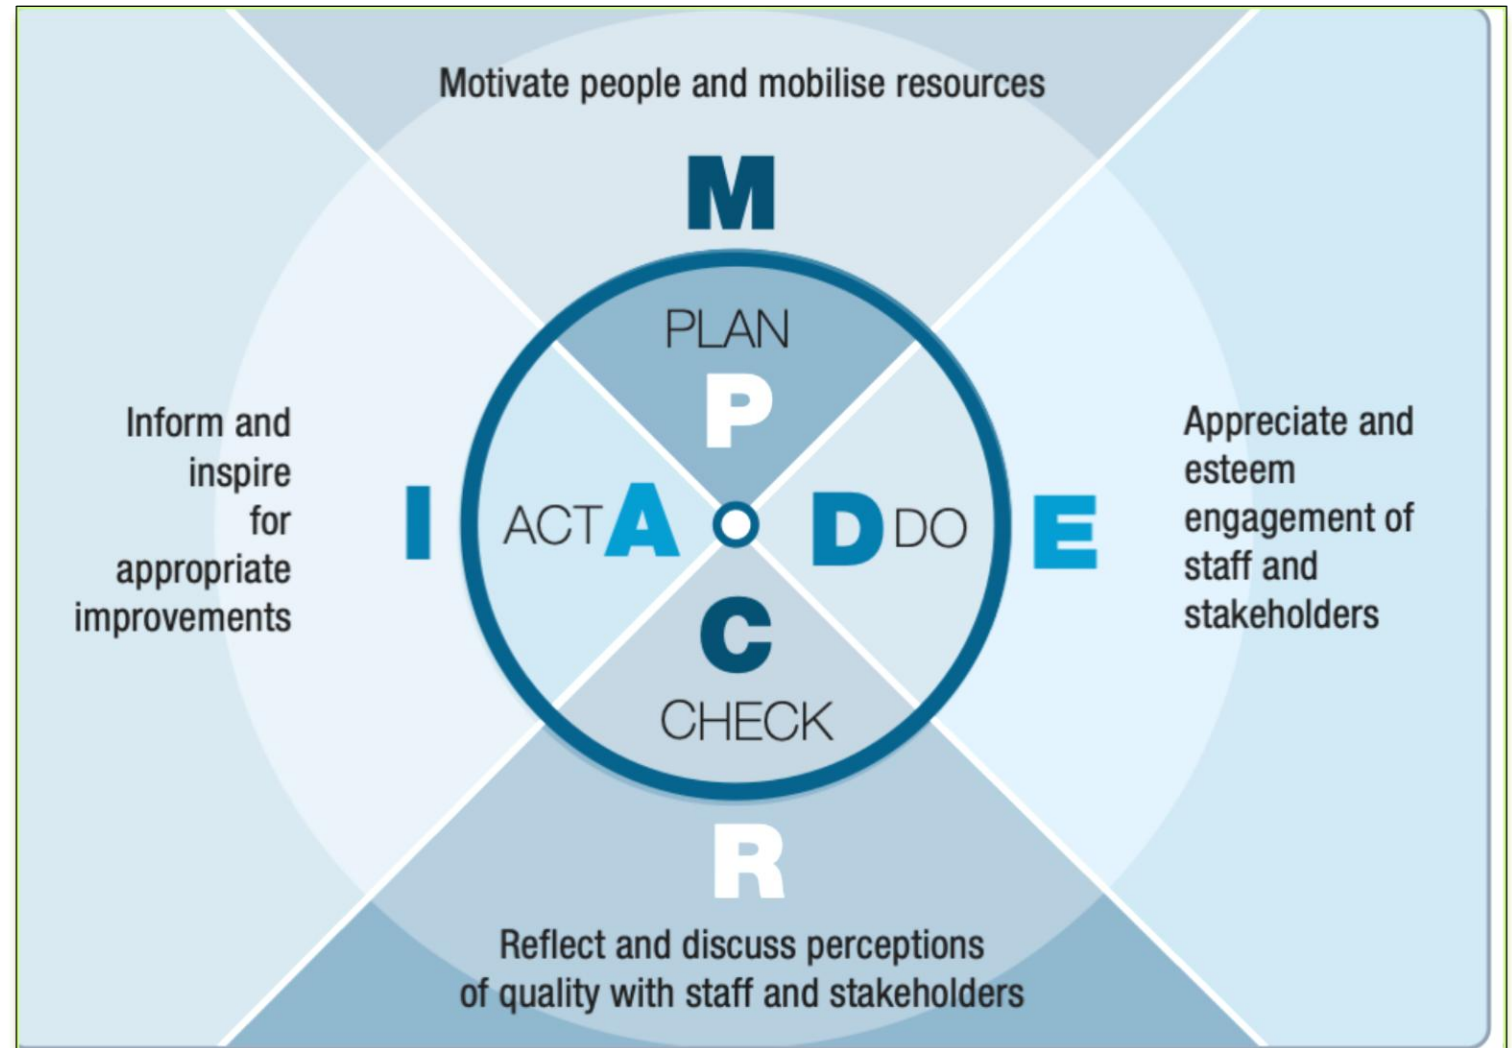 Motivate people and mobilise resources
M
PLAN
P
Inform and
inspire
for
appropriate
improvements
I
ACT A
D DO
E
Appreciate and
esteem
engagement of
staff and
stakeholders
C
CHECK
R
Reflect and discuss perceptions
of quality with staff and stakeholders